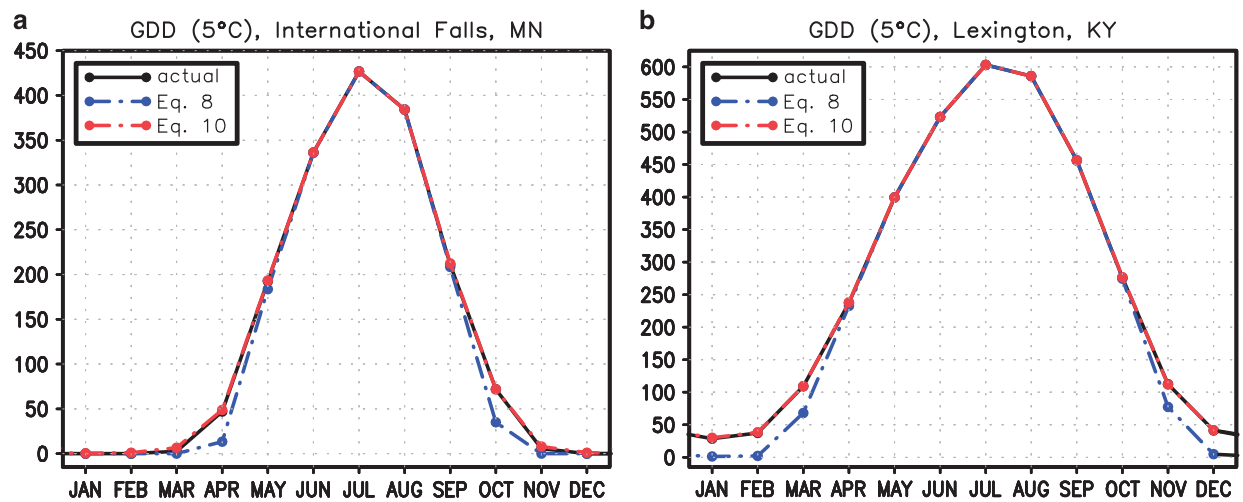 a
GDD (5°C), International Falls, MN
450
400
350
300
250
200
150
100
50
0
actual
Eq. 8
Eq. 10
JAN FEB MAR APR MAY JUN JUL AUG SEP OCT NOV DEC
b
GDD (5°C), Lexington, KY
600
550
500
450
400
350
300
250
200
150
100
50
0
actual
Eq. 8
Eq. 10
JAN FEB MAR APR MAY JUN JUL AUG SEP OCT NOV DEC